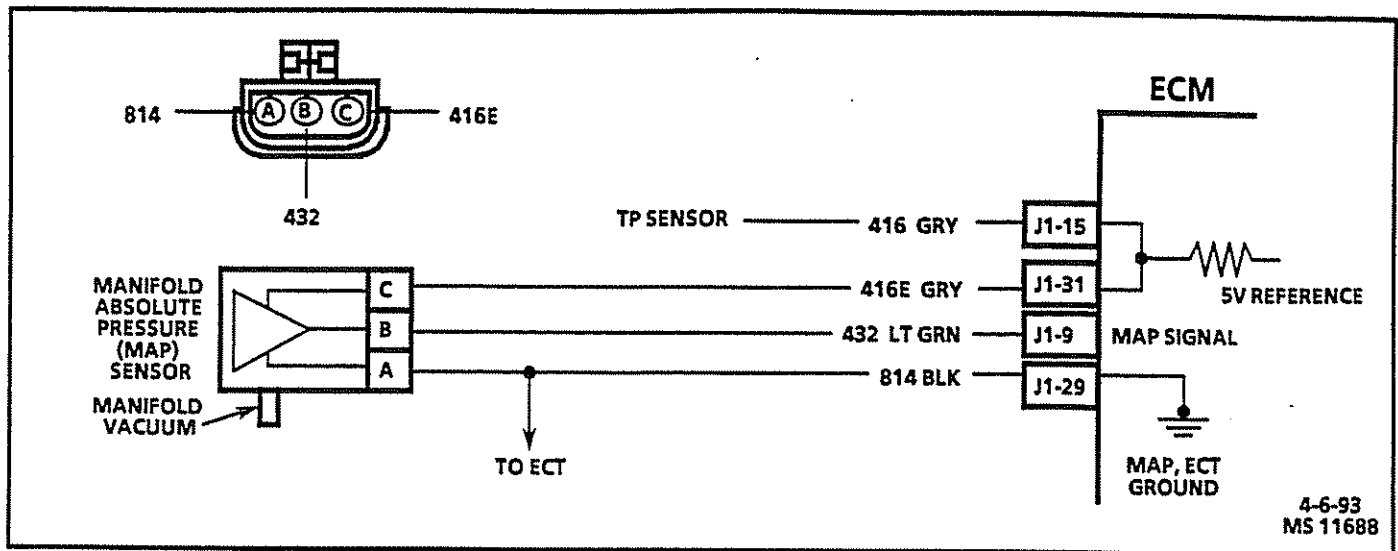 814
A
B
C
416E
432
ECM
TP SENSOR
416 GRY
J1-15
5V REFERENCE
MANIFOLD
ABSOLUTE
PRESSURE
(MAP)
SENSOR
C
B
A
416E GRY
J1-31
432 LT GRN
J1-9
MAP SIGNAL
814 BLK
J1-29
MANIFOLD
VACUUM
TO ECT
MAP, ECT
GROUND
4-6-93
MS 11688